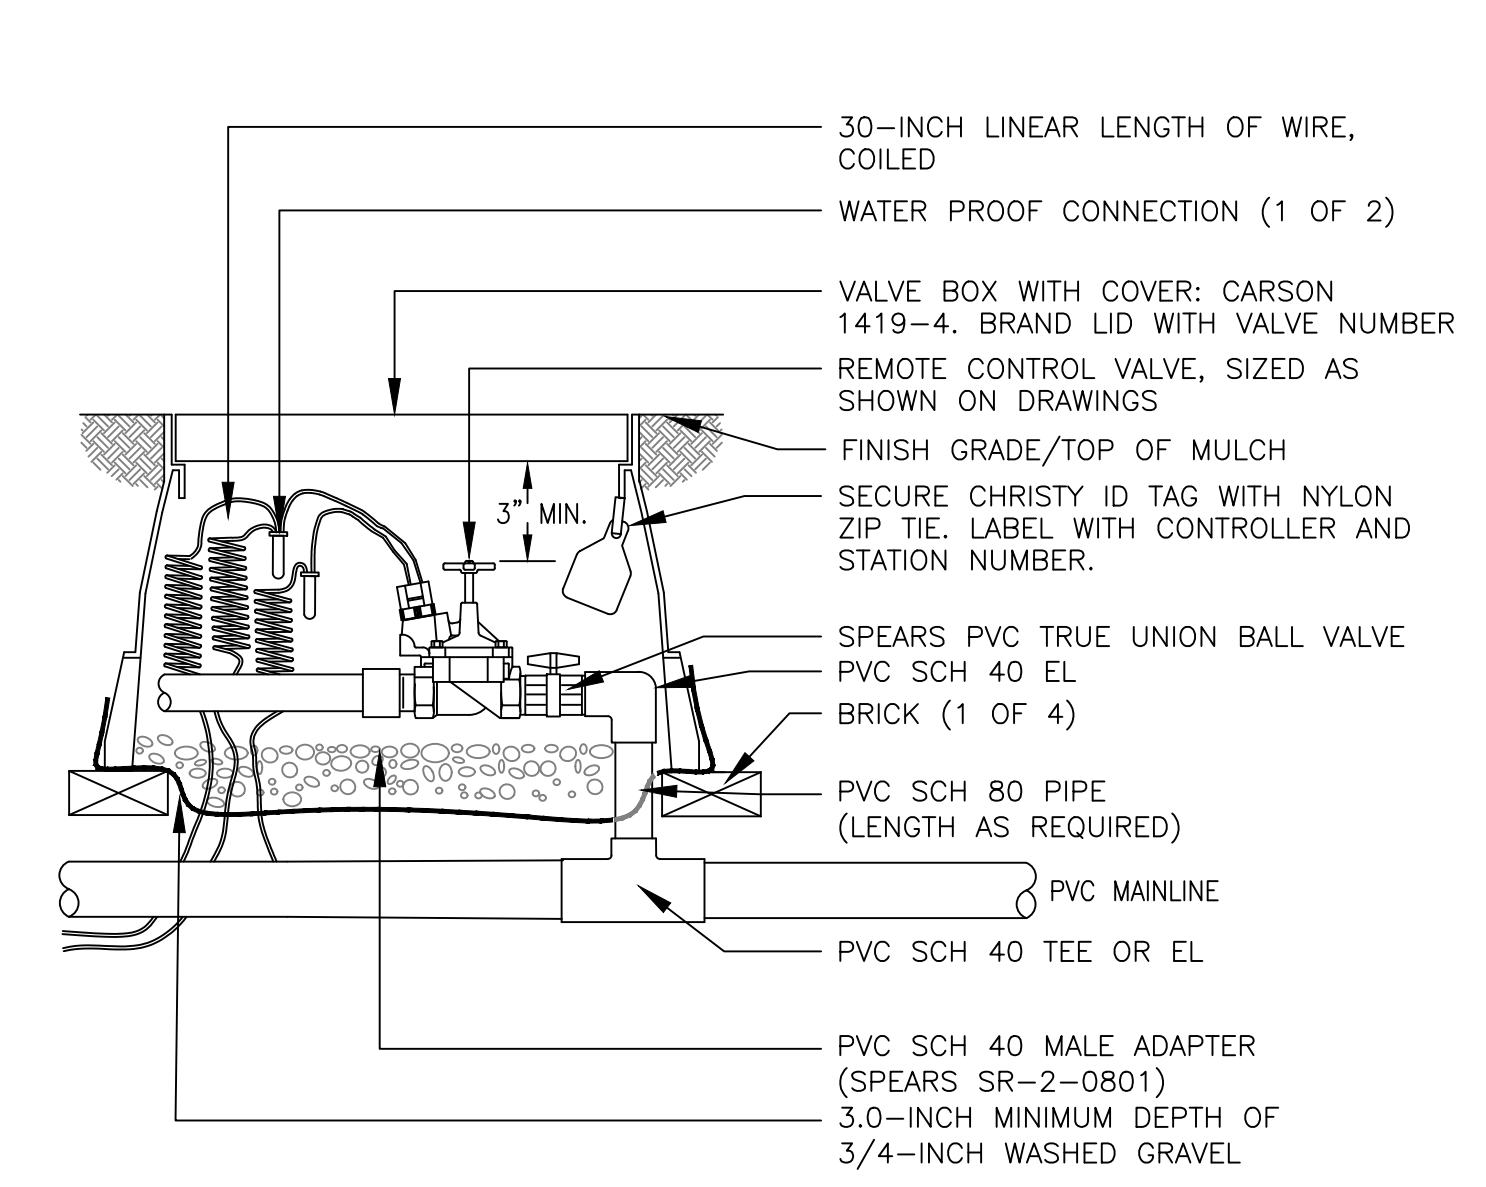 30-INCH LINEAR LENGTH OF WIRE,
COILED
WATER PROOF CONNECTION (1 OF 2)
VALVE BOX WITH COVER: CARSON
1419-4. BRAND LID WITH VALVE NUMBER
REMOTE CONTROL VALVE, SIZED AS
SHOWN ON DRAWINGS
FINISH GRADE/TOP OF MULCH
SECURE CHRISTY ID TAG WITH NYLON
ZIP TIE. LABEL WITH CONTROLLER AND
STATION NUMBER.
3" MIN.
SPEARS PVC TRUE UNION BALL VALVE
PVC SCH 40 EL
BRICK (1 OF 4)
PVC SCH 80 PIPE
(LENGTH AS REQUIRED)
PVC MAINLINE
PVC SCH 40 TEE OR EL
PVC SCH 40 MALE ADAPTER
(SPEARS SR-2-0801)
3.0-INCH MINIMUM DEPTH OF
3/4-INCH WASHED GRAVEL